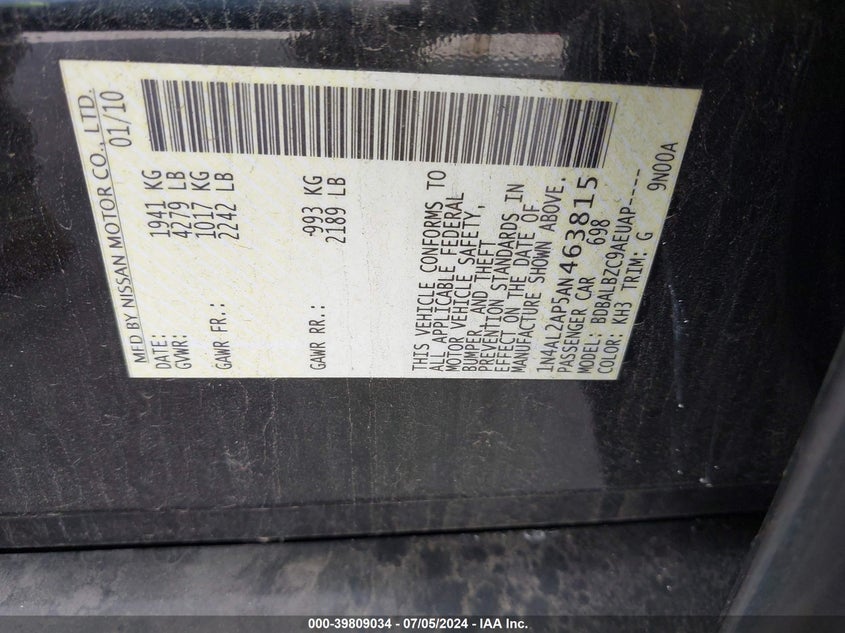 MFD BY NISSAN MOTOR CO., LTD.
DATE: 01/10
GVWR: 1941 KG
4279 LB
GAWR FR.: 1017 KG
2242 LB
GAWR RR.: 993 KG
2189 LB
THIS VEHICLE CONFORMS TO
ALL APPLICABLE FEDERAL
MOTOR VEHICLE SAFETY,
BUMPER, AND THEFT
PREVENTION STANDARDS IN
EFFECT ON THE DATE OF
MANUFACTURE SHOWN ABOVE.
1N4AL2AP5AN463815
PASSENGER CAR 698
MODEL: BDBALBZC9AEUAP----
COLOR: KH3 TRIM: G 9N00A
000-39809034 - 07/05/2024 - IAA Inc.